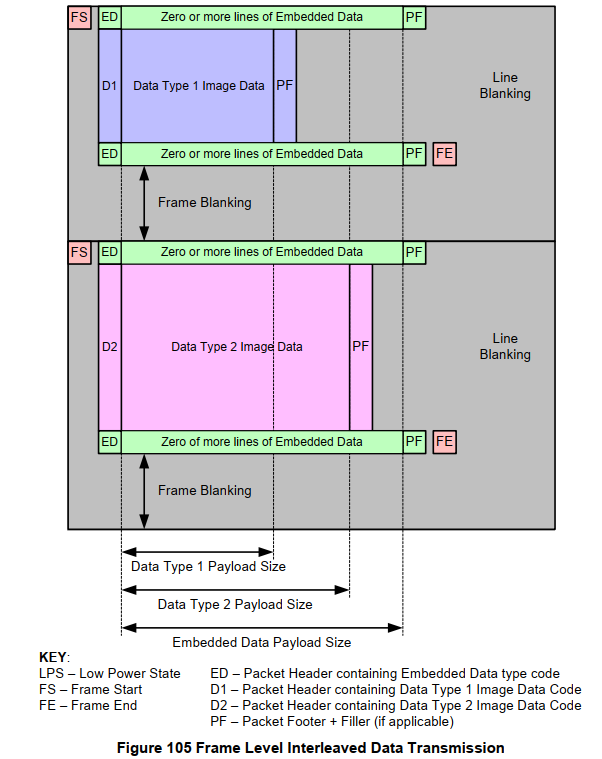 FS ED Zero or more lines of Embedded Data PF
D1 Data Type 1 Image Data PF
Line
Blanking
ED Zero or more lines of Embedded Data PF FE
Frame Blanking
FS ED Zero or more lines of Embedded Data PF
D2 Data Type 2 Image Data PF
Line
Blanking
ED Zero of more lines of Embedded Data PF FE
Frame Blanking
Data Type 1 Payload Size
Data Type 2 Payload Size
Embedded Data Payload Size
KEY:
LPS – Low Power State ED – Packet Header containing Embedded Data type code
FS – Frame Start D1 – Packet Header containing Data Type 1 Image Data Code
FE – Frame End D2 – Packet Header containing Data Type 2 Image Data Code
PF – Packet Footer + Filler (if applicable)
Figure 105 Frame Level Interleaved Data Transmission